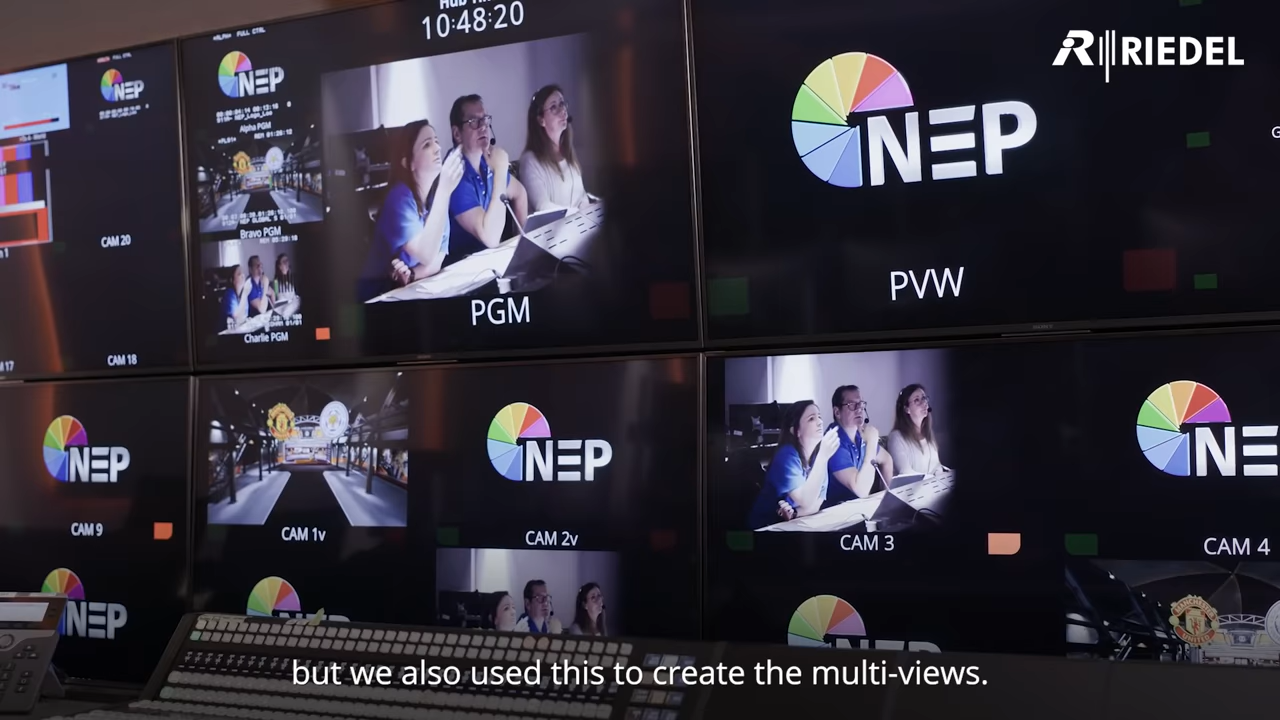 10:48:20
RIEDEL
NEP
NEP
NEP
Alpha PGM
Bravo PGM
Charlie PGM
PGM
PVW
CAM 20
CAM 18
NEP
CAM 9
CAM 1v
NEP
CAM 2v
CAM 3
NE
CAM 4
NEP
but we also used this to create the multi-views.